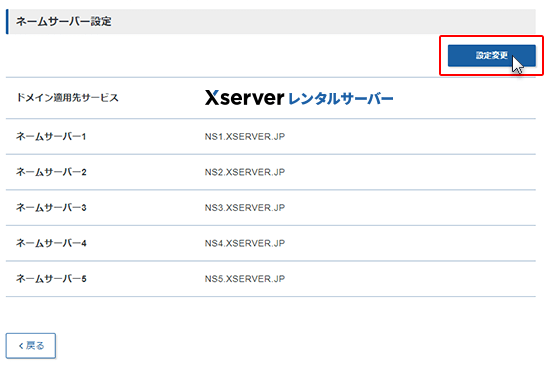 ネームサーバー設定
設定変更
ドメイン適用先サービス Xserver レンタルサーバー
ネームサーバー1 NS1.XSERVER.JP
ネームサーバー2 NS2.XSERVER.JP
ネームサーバー3 NS3.XSERVER.JP
ネームサーバー4 NS4.XSERVER.JP
ネームサーバー5 NS5.XSERVER.JP
戻る